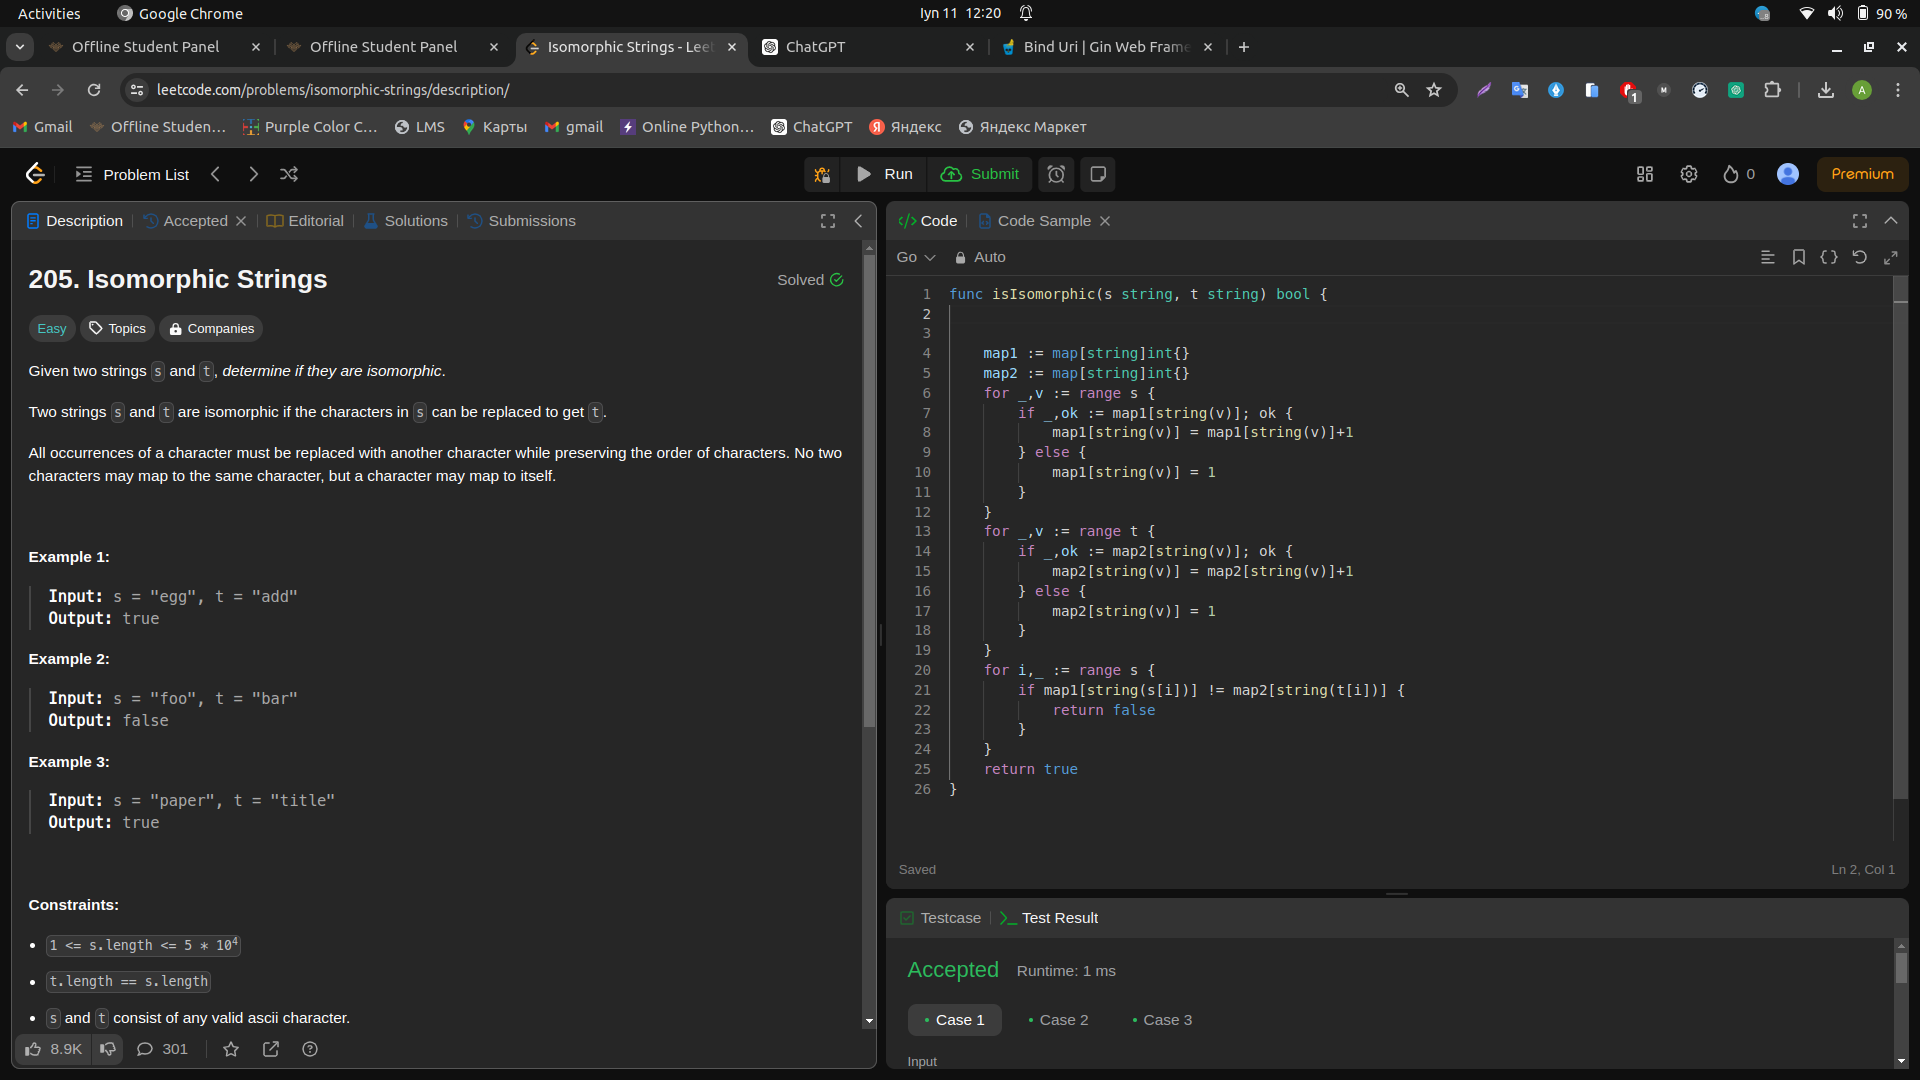 Activities
Google Chrome
Iyn 11 12:20
90 %
Offline Student Panel
Offline Student Panel
Isomorphic Strings - Leet
ChatGPT
Bind Uri | Gin Web Frame
leetcode.com/problems/isomorphic-strings/description/
1
M
A
Gmail
Offline Studen...
Purple Color C...
LMS
Карты
gmail
Online Python...
ChatGPT
Яндекс
Яндекс Маркет
Problem List
Run
Submit
0
Premium
Description
Accepted
Editorial
Solutions
Submissions
205. Isomorphic Strings
Solved
Easy
Topics
Companies
Given two strings s and t, determine if they are isomorphic.
Two strings s and t are isomorphic if the characters in s can be replaced to get t.
All occurrences of a character must be replaced with another character while preserving the order of characters. No two
characters may map to the same character, but a character may map to itself.
Example 1:
Input: s = "egg", t = "add"
Output: true
Example 2:
Input: s = "foo", t = "bar"
Output: false
Example 3:
Input: s = "paper", t = "title"
Output: true
Constraints:
• 1 <= s.length <= 5 * 10⁴
• t.length == s.length
• s and t consist of any valid ascii character.
8.9K
301
Code
Code Sample
Go
Auto
1 func isIsomorphic(s string, t string) bool {
2
3
4 map1 := map[string]int{}
5 map2 := map[string]int{}
6 for _,v := range s {
7 if _,ok := map1[string(v)]; ok {
8 map1[string(v)] = map1[string(v)]+1
9 } else {
10 map1[string(v)] = 1
11 }
12 }
13 for _,v := range t {
14 if _,ok := map2[string(v)]; ok {
15 map2[string(v)] = map2[string(v)]+1
16 } else {
17 map2[string(v)] = 1
18 }
19 }
20 for i,_ := range s {
21 if map1[string(s[i])] != map2[string(t[i])] {
22 return false
23 }
24 }
25 return true
26 }
Saved
Ln 2, Col 1
Testcase
Test Result
Accepted
Runtime: 1 ms
• Case 1
• Case 2
• Case 3
Input